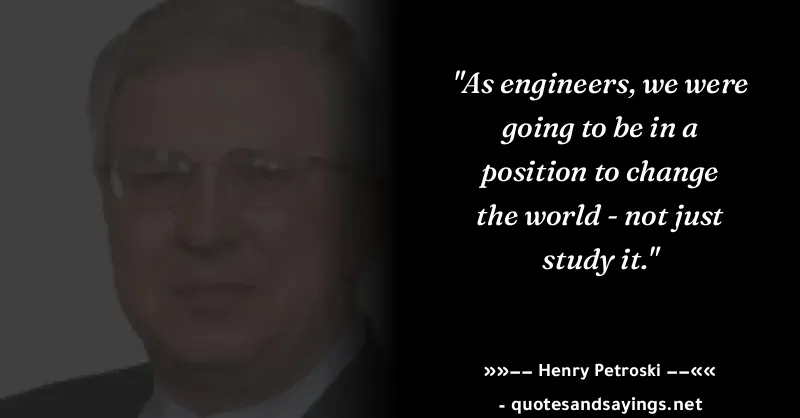 "As engineers, we were
going to be in a
position to change
the world - not just
study it."
»»−− Henry Petroski −−««
- quotesandsayings.net